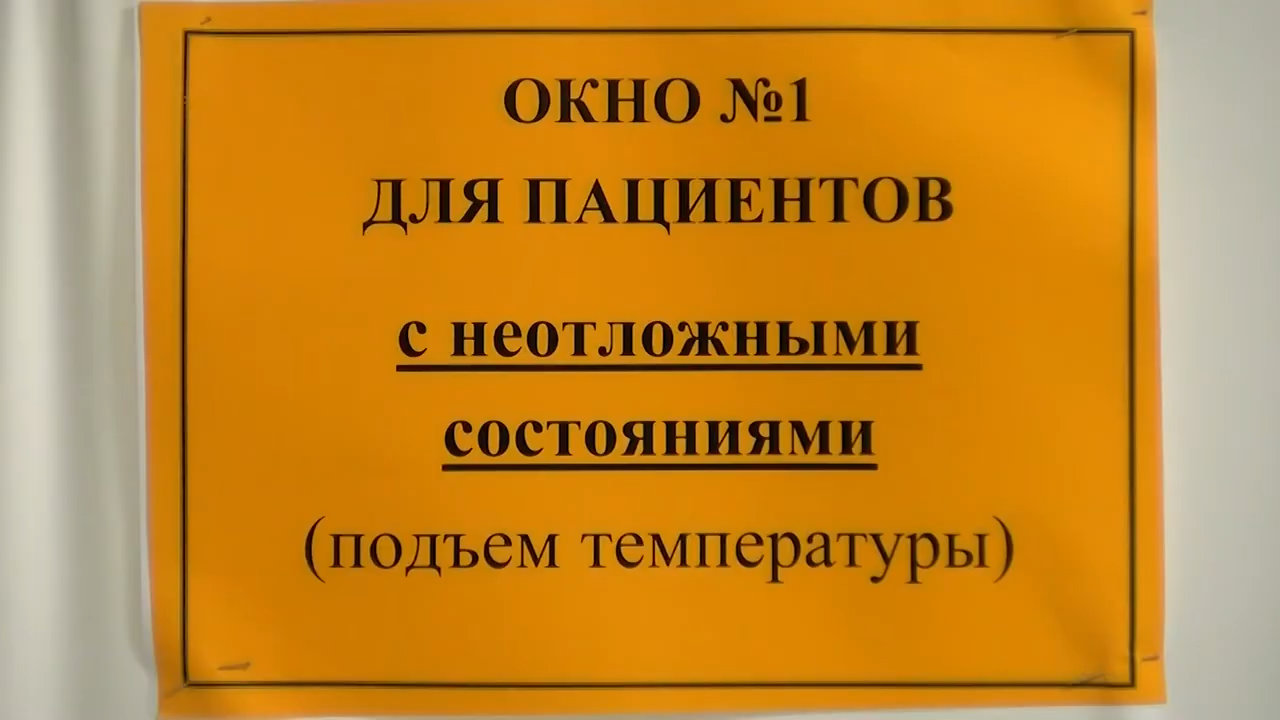 ОКНО №1
ДЛЯ ПАЦИЕНТОВ
с неотложными
состояниями
(подъем температуры)